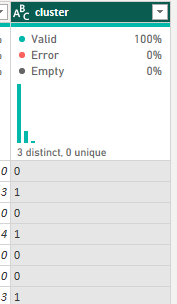 ABC cluster
Valid 100%
Error 0%
Empty 0%
3 distinct, 0 unique
0 0
3 1
0 0
4 1
0 0
0 0
3 1